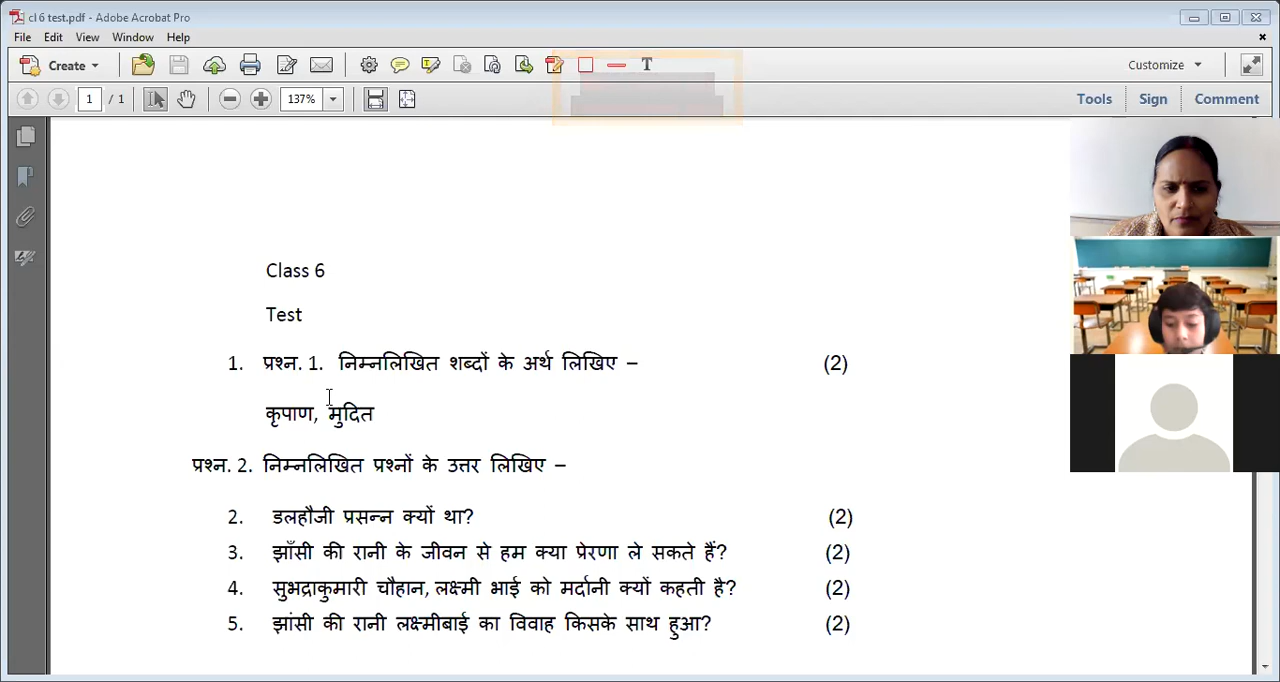 cl 6 test.pdf - Adobe Acrobat Pro
File Edit View Window Help
Create Customize
1 / 1 137% Tools Sign Comment
Class 6
Test
1. प्रश्न. 1. निम्नलिखित शब्दों के अर्थ लिखिए – (2)
कृपाण, मुदित
प्रश्न. 2. निम्नलिखित प्रश्नों के उत्तर लिखिए –
2. डलहौजी प्रसन्न क्यों था? (2)
3. झाँसी की रानी के जीवन से हम क्या प्रेरणा ले सकते हैं? (2)
4. सुभद्राकुमारी चौहान, लक्ष्मी भाई को मर्दानी क्यों कहती है? (2)
5. झांसी की रानी लक्ष्मीबाई का विवाह किसके साथ हुआ? (2)